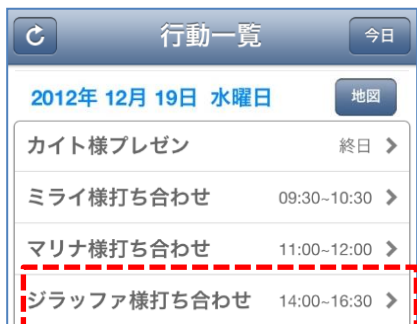 行動一覧 今日
2012年 12月 19日 水曜日 地図
カイト様プレゼン 終日
ミライ様打ち合わせ 09:30~10:30
マリナ様打ち合わせ 11:00~12:00
ジラッファ様打ち合わせ 14:00~16:30